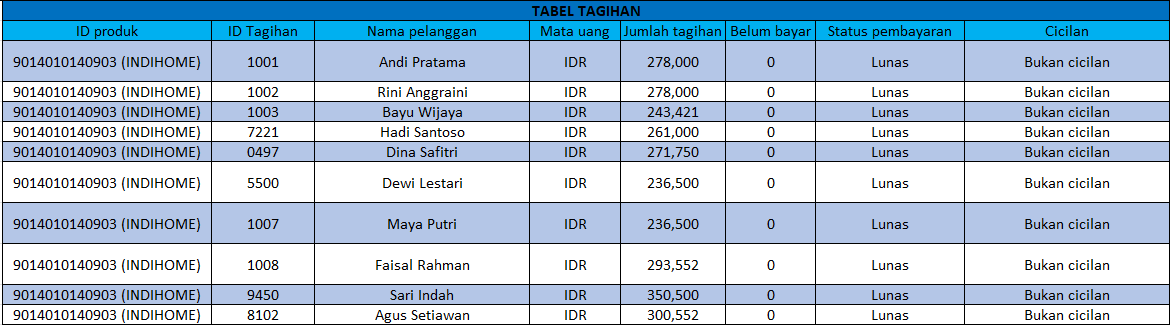 TABEL TAGIHAN
ID produk ID Tagihan Nama pelanggan Mata uang Jumlah tagihan Belum bayar Status pembayaran Cicilan
9014010140903 (INDIHOME) 1001 Andi Pratama IDR 278,000 0 Lunas Bukan cicilan
9014010140903 (INDIHOME) 1002 Rini Anggraini IDR 278,000 0 Lunas Bukan cicilan
9014010140903 (INDIHOME) 1003 Bayu Wijaya IDR 243,421 0 Lunas Bukan cicilan
9014010140903 (INDIHOME) 7221 Hadi Santoso IDR 261,000 0 Lunas Bukan cicilan
9014010140903 (INDIHOME) 0497 Dina Safitri IDR 271,750 0 Lunas Bukan cicilan
9014010140903 (INDIHOME) 5500 Dewi Lestari IDR 236,500 0 Lunas Bukan cicilan
9014010140903 (INDIHOME) 1007 Maya Putri IDR 236,500 0 Lunas Bukan cicilan
9014010140903 (INDIHOME) 1008 Faisal Rahman IDR 293,552 0 Lunas Bukan cicilan
9014010140903 (INDIHOME) 9450 Sari Indah IDR 350,500 0 Lunas Bukan cicilan
9014010140903 (INDIHOME) 8102 Agus Setiawan IDR 300,552 0 Lunas Bukan cicilan